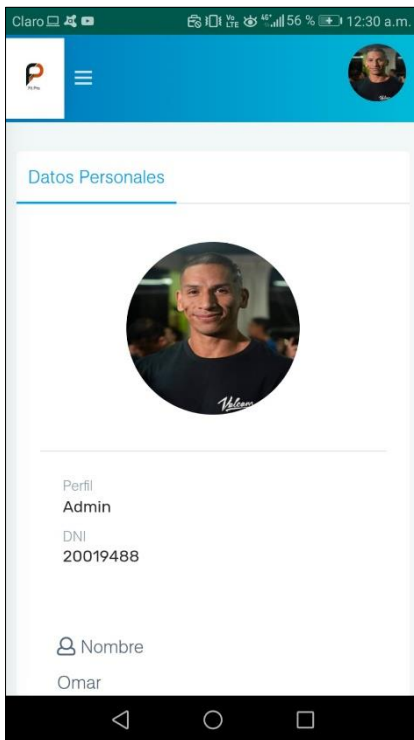 Claro 56 % 12:30 a.m.
Datos Personales
Perfil
Admin
DNI
20019488
Nombre
Omar